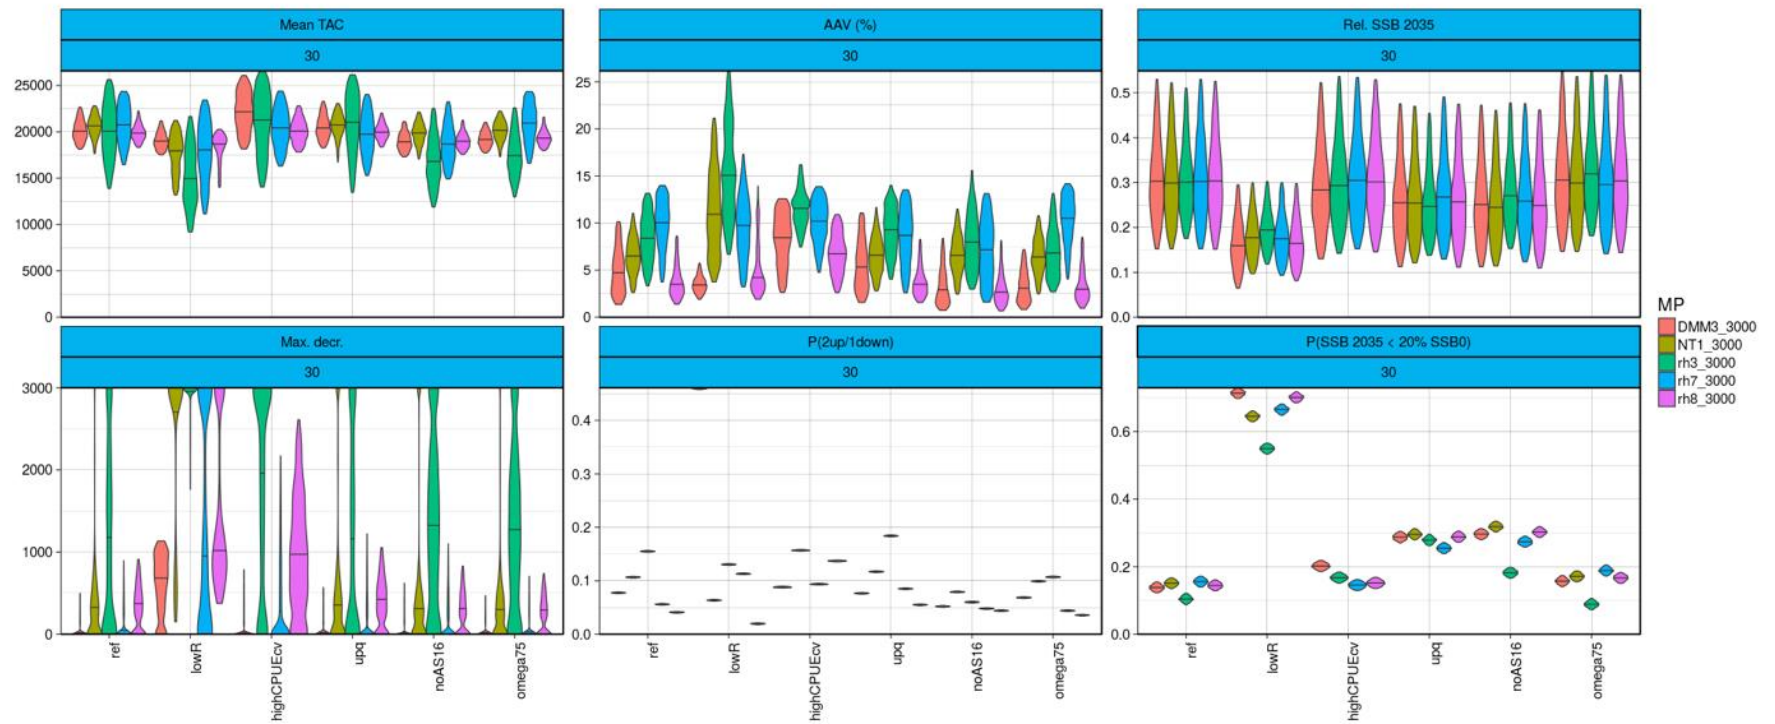 Mean TAC
30
25000
20000
15000
10000
5000
0
AAV (%)
30
25
20
15
10
5
0
Rel. SSB 2035
30
0.5
0.4
0.3
0.2
0.1
0.0
Max. decr.
30
3000
2000
1000
0
ref
lowR
highCPUEcv
upq
noAS16
omega75
P(2up/1down)
30
0.4
0.3
0.2
0.1
0.0
ref
lowR
highCPUEcv
upq
noAS16
omega75
P(SSB 2035 < 20% SSB0)
30
0.6
0.4
0.2
0.0
ref
lowR
highCPUEcv
upq
noAS16
omega75
MP
DMM3_3000
NT1_3000
rh3_3000
rh7_3000
rh8_3000